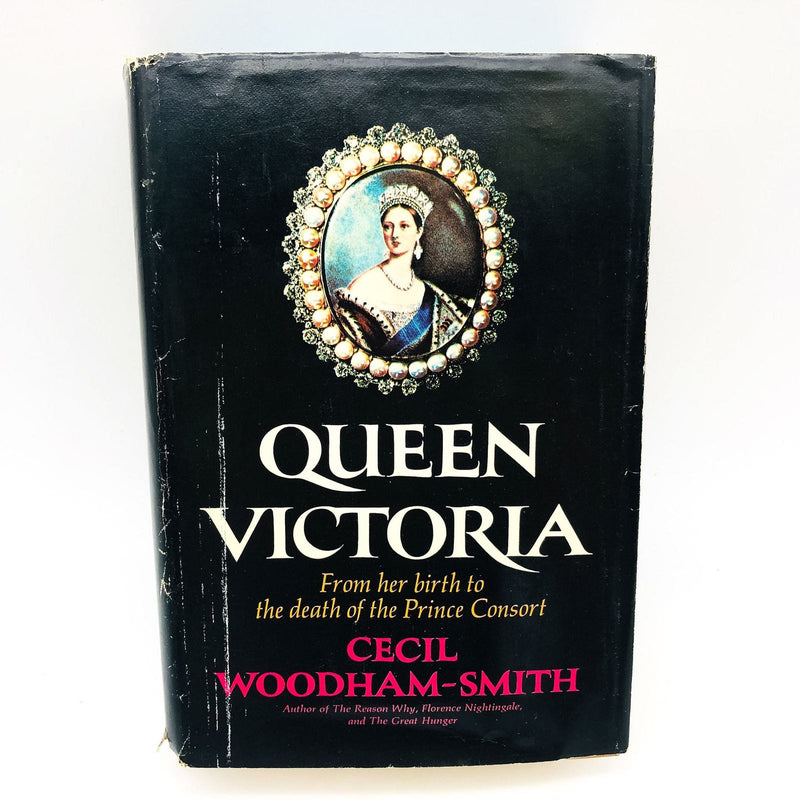 QUEEN
VICTORIA
From her birth to
the death of the Prince Consort
CECIL
WOODHAM-SMITH
Author of The Reason Why, Florence Nightingale,
and The Great Hunger